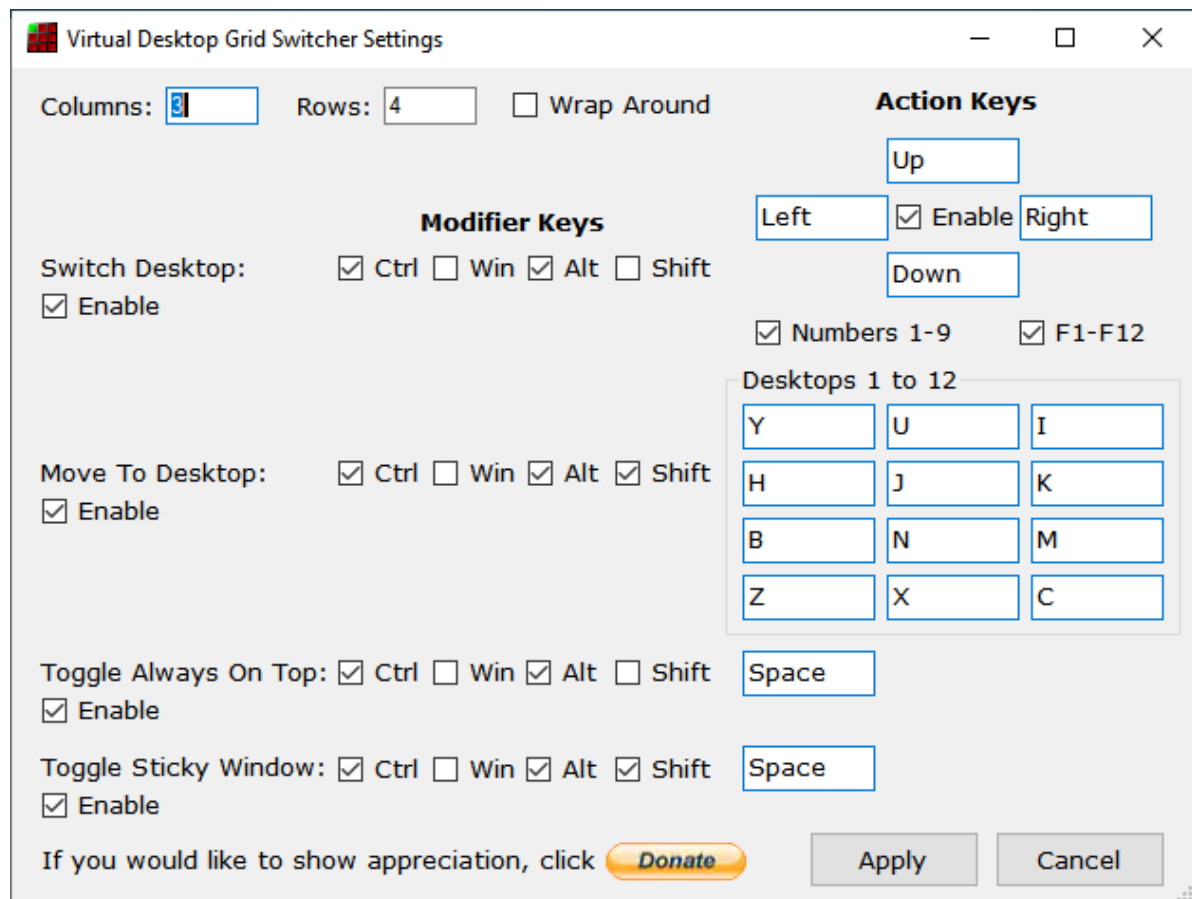 Virtual Desktop Grid Switcher Settings
Columns: 3 Rows: 4 Wrap Around
Action Keys
Up
Left Enable Right
Down
Modifier Keys
Switch Desktop: Ctrl Win Alt Shift
Enable
Numbers 1-9 F1-F12
Desktops 1 to 12
Y U I
H J K
B N M
Z X C
Move To Desktop: Ctrl Win Alt Shift
Enable
Toggle Always On Top: Ctrl Win Alt Shift Space
Enable
Toggle Sticky Window: Ctrl Win Alt Shift Space
Enable
If you would like to show appreciation, click Donate Apply Cancel